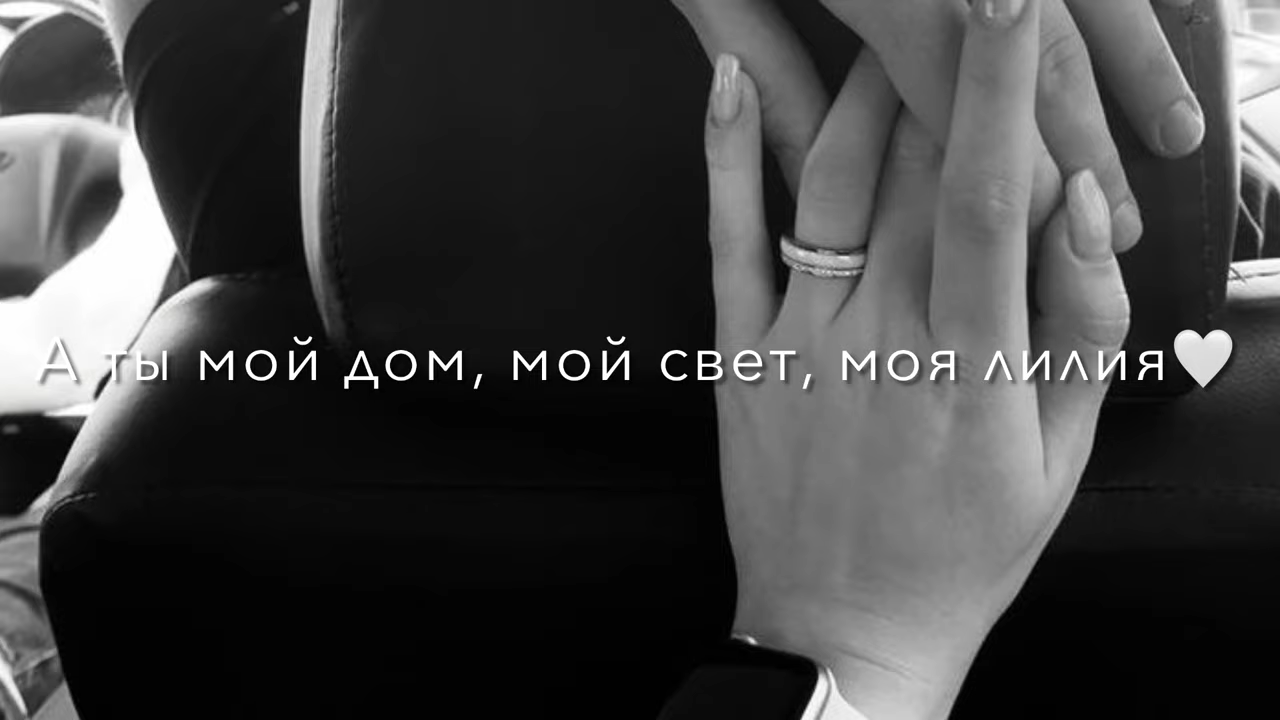 А ты мой дом, мой свет, моя лилия🤍